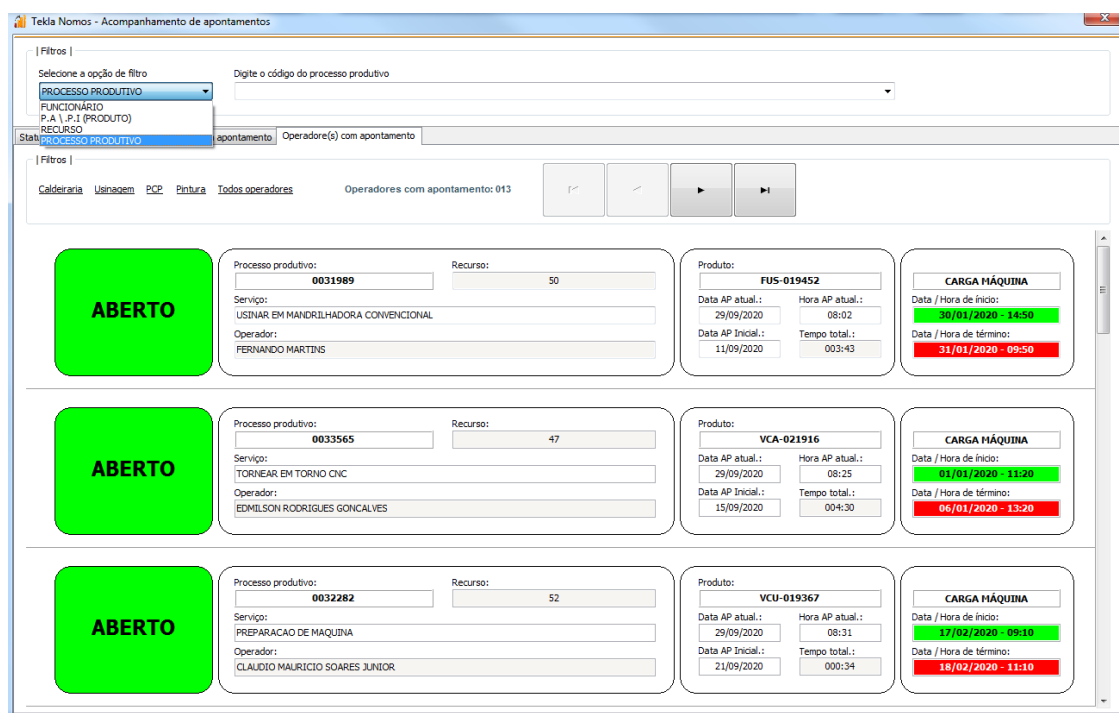 Tekla Nomos - Acompanhamento de apontamentos
| Filtros |
Selecione a opção de filtro
Digite o código do processo produtivo
PROCESSO PRODUTIVO
FUNCIONÁRIO
P.A \ .P.I (PRODUTO)
RECURSO
PROCESSO PRODUTIVO
Statu
apontamento
Operadore(s) com apontamento
| Filtros |
Caldeiraria Usinagem PCP Pintura Todos operadores
Operadores com apontamento: 013
ABERTO
Processo produtivo: Recurso:
0031989 50
Serviço:
USINAR EM MANDRILHADORA CONVENCIONAL
Operador:
FERNANDO MARTINS
Produto:
FUS-019452
Data AP atual.: Hora AP atual.:
29/09/2020 08:02
Data AP Inicial.: Tempo total.:
11/09/2020 003:43
CARGA MÁQUINA
Data / Hora de ínicio:
30/01/2020 - 14:50
Data / Hora de término:
31/01/2020 - 09:50
ABERTO
Processo produtivo: Recurso:
0033565 47
Serviço:
TORNEAR EM TORNO CNC
Operador:
EDMILSON RODRIGUES GONCALVES
Produto:
VCA-021916
Data AP atual.: Hora AP atual.:
29/09/2020 08:25
Data AP Inicial.: Tempo total.:
15/09/2020 004:30
CARGA MÁQUINA
Data / Hora de ínicio:
01/01/2020 - 11:20
Data / Hora de término:
06/01/2020 - 13:20
ABERTO
Processo produtivo: Recurso:
0032282 52
Serviço:
PREPARACAO DE MAQUINA
Operador:
CLAUDIO MAURICIO SOARES JUNIOR
Produto:
VCU-019367
Data AP atual.: Hora AP atual.:
29/09/2020 08:31
Data AP Inicial.: Tempo total.:
21/09/2020 000:34
CARGA MÁQUINA
Data / Hora de ínicio:
17/02/2020 - 09:10
Data / Hora de término:
18/02/2020 - 11:10